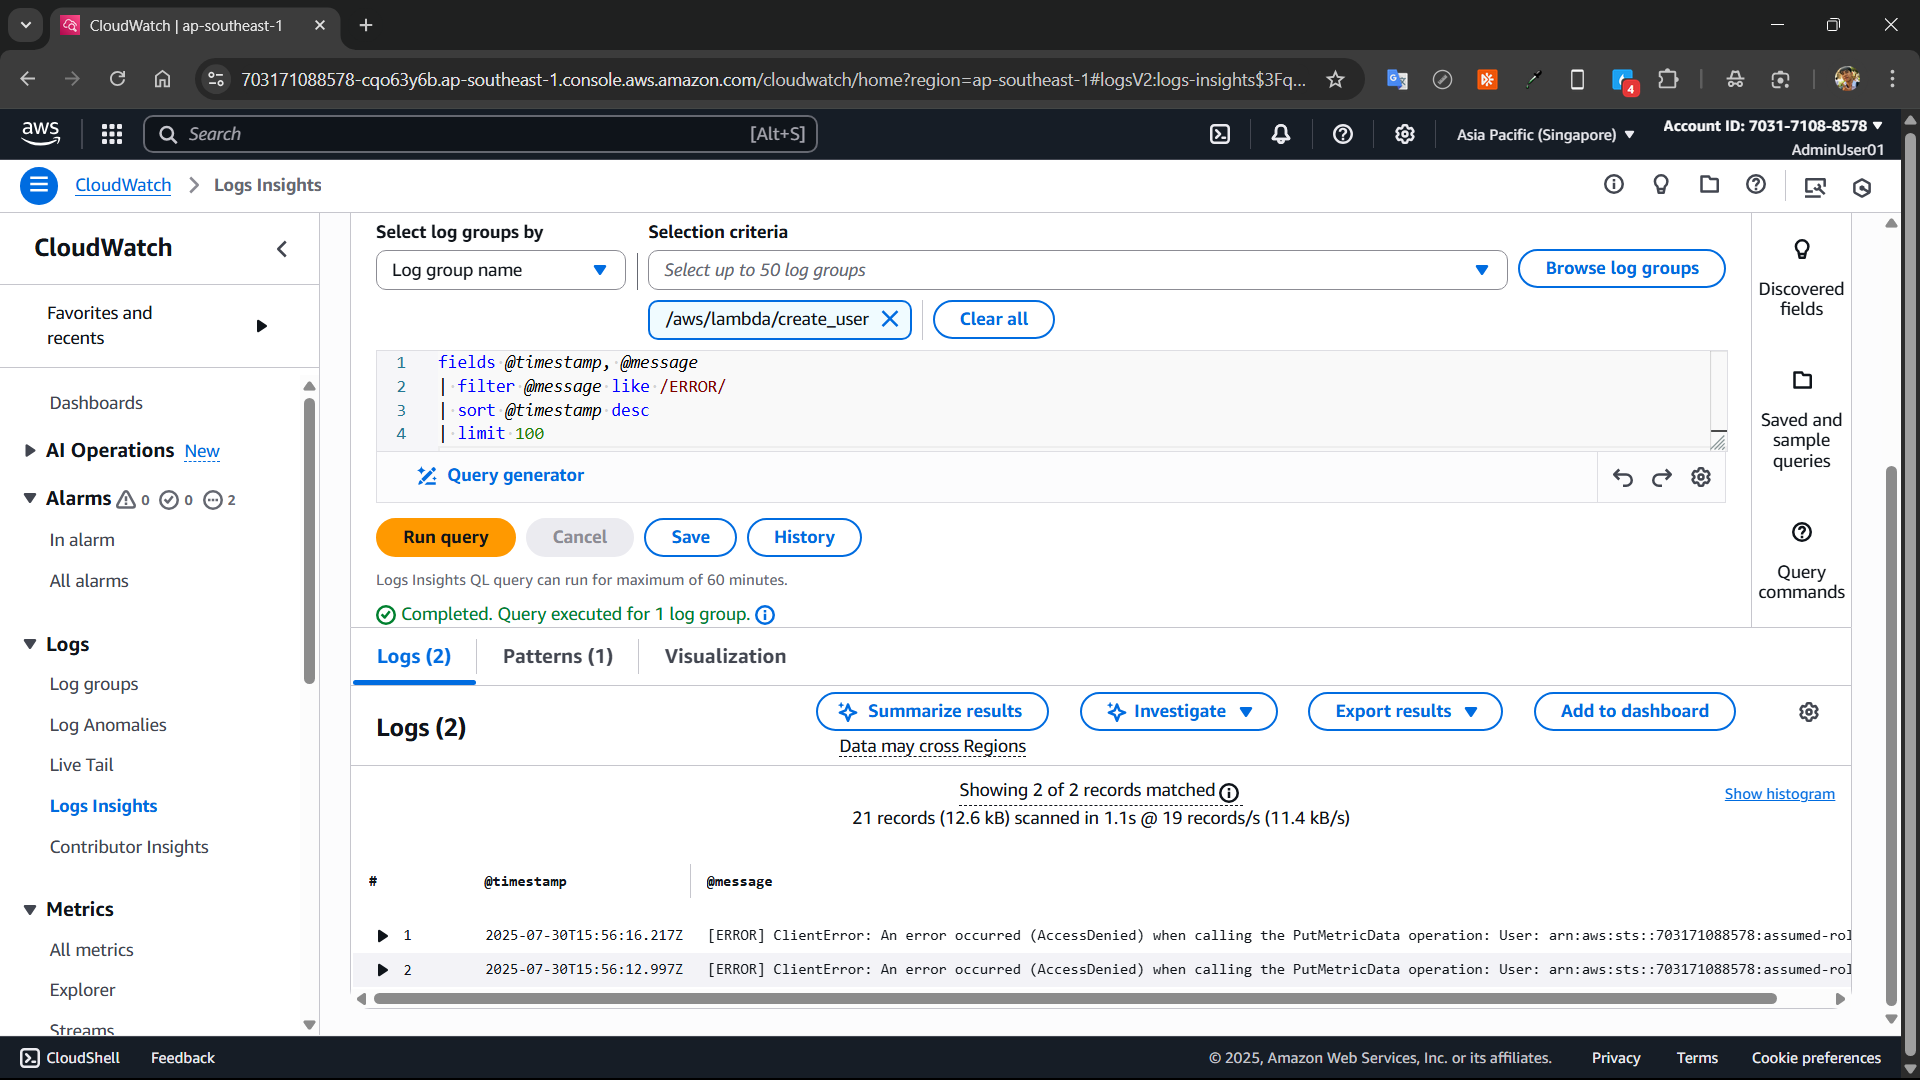 CloudWatch | ap-southeast-1
703171088578-cqo63y6b.ap-southeast-1.console.aws.amazon.com/cloudwatch/home?region=ap-southeast-1#logsV2:logs-insights$3Fq...
4
aws
Search
[Alt+S]
Asia Pacific (Singapore)
Account ID: 7031-7108-8578
AdminUser01
CloudWatch
Logs Insights
CloudWatch
Favorites and
recents
Dashboards
AI Operations New
Alarms 0 0 2
In alarm
All alarms
Logs
Log groups
Log Anomalies
Live Tail
Logs Insights
Contributor Insights
Metrics
All metrics
Explorer
Streams
Select log groups by
Selection criteria
Log group name
Select up to 50 log groups
Browse log groups
/aws/lambda/create_user
Clear all
1 fields @timestamp, @message
2 | filter @message like /ERROR/
3 | sort @timestamp desc
4 | limit 100
Query generator
Run query
Cancel
Save
History
Logs Insights QL query can run for maximum of 60 minutes.
Completed. Query executed for 1 log group.
Discovered
fields
Saved and
sample
queries
Query
commands
Logs (2)
Patterns (1)
Visualization
Logs (2)
Summarize results
Data may cross Regions
Investigate
Export results
Add to dashboard
Showing 2 of 2 records matched
21 records (12.6 kB) scanned in 1.1s @ 19 records/s (11.4 kB/s)
Show histogram
# @timestamp @message
1 2025-07-30T15:56:16.217Z [ERROR] ClientError: An error occurred (AccessDenied) when calling the PutMetricData operation: User: arn:aws:sts::703171088578:assumed-rol
2 2025-07-30T15:56:12.997Z [ERROR] ClientError: An error occurred (AccessDenied) when calling the PutMetricData operation: User: arn:aws:sts::703171088578:assumed-rol
CloudShell
Feedback
© 2025, Amazon Web Services, Inc. or its affiliates.
Privacy
Terms
Cookie preferences